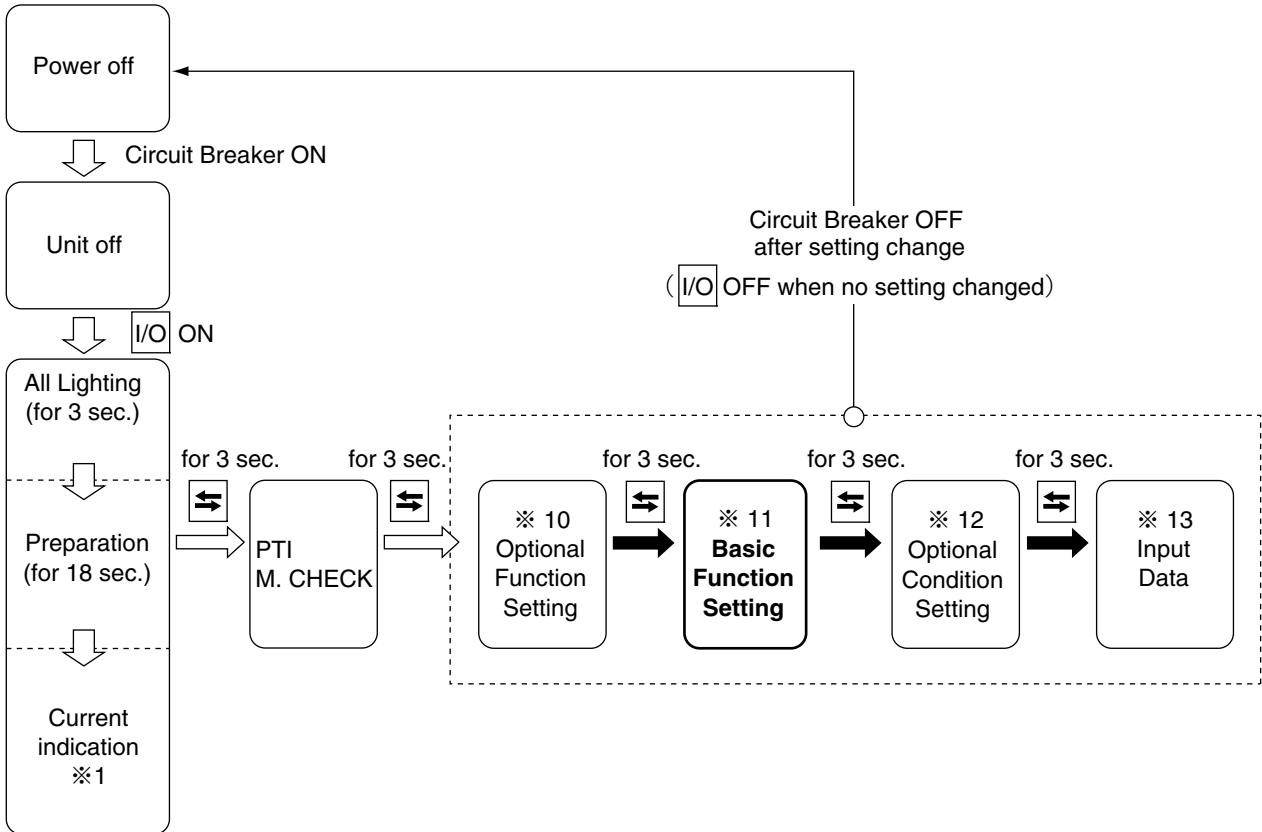 Power off
Circuit Breaker ON
Unit off
Circuit Breaker OFF
after setting change
（ I/O OFF when no setting changed）
I/O ON
All Lighting
(for 3 sec.)
for 3 sec.
for 3 sec.
for 3 sec.
for 3 sec.
for 3 sec.
Preparation
(for 18 sec.)
PTI
M. CHECK
※ 10
Optional
Function
Setting
※ 11
Basic
Function
Setting
※ 12
Optional
Condition
Setting
※ 13
Input
Data
Current
indication
※1